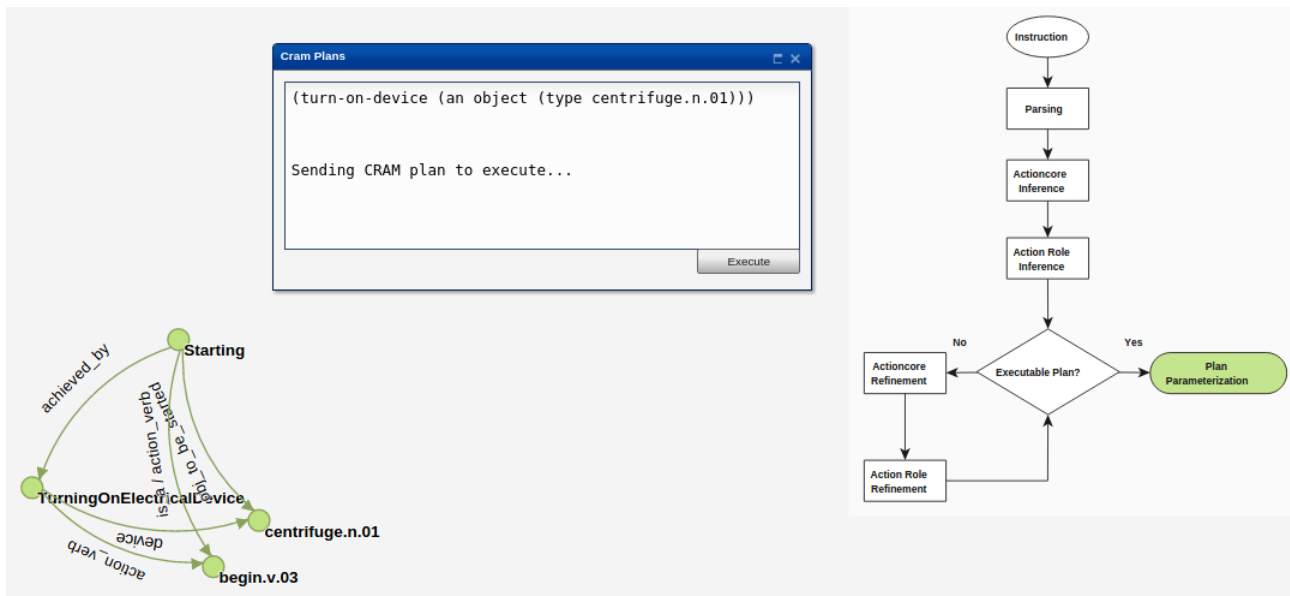 Cram Plans
(turn-on-device (an object (type centrifuge.n.01)))
Sending CRAM plan to execute...
Execute
Starting
achieved_by
is_a / action_verb
obj_to_be_started
TurningOnElectricalDevice
centrifuge.n.01
device
action_verb
begin.v.03
Instruction
Parsing
Actioncore
Inference
Action Role
Inference
No
Yes
Actioncore
Refinement
Executable Plan?
Plan
Parameterization
Action Role
Refinement